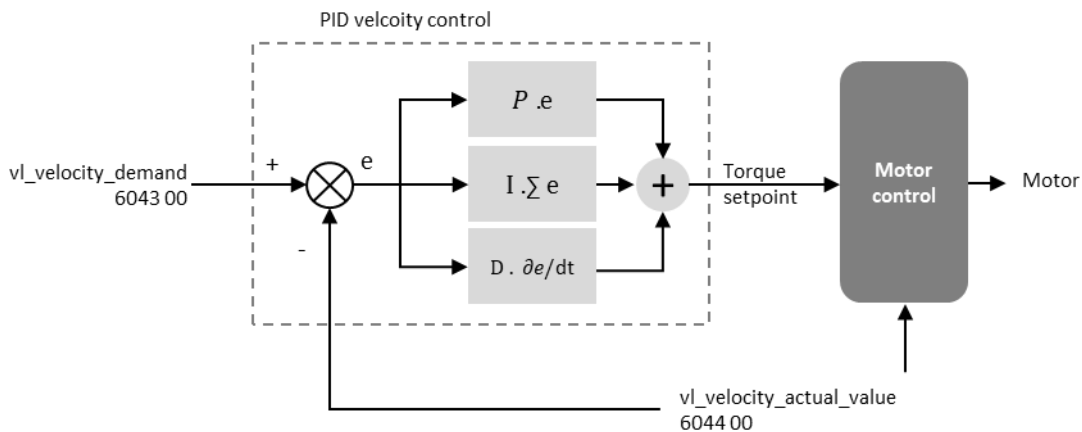 PID velcoity control
P .e
vl_velocity_demand
6043 00
+
e
I .∑ e
+
Torque
setpoint
Motor
control
Motor
-
D . ∂e/dt
vl_velocity_actual_value
6044 00